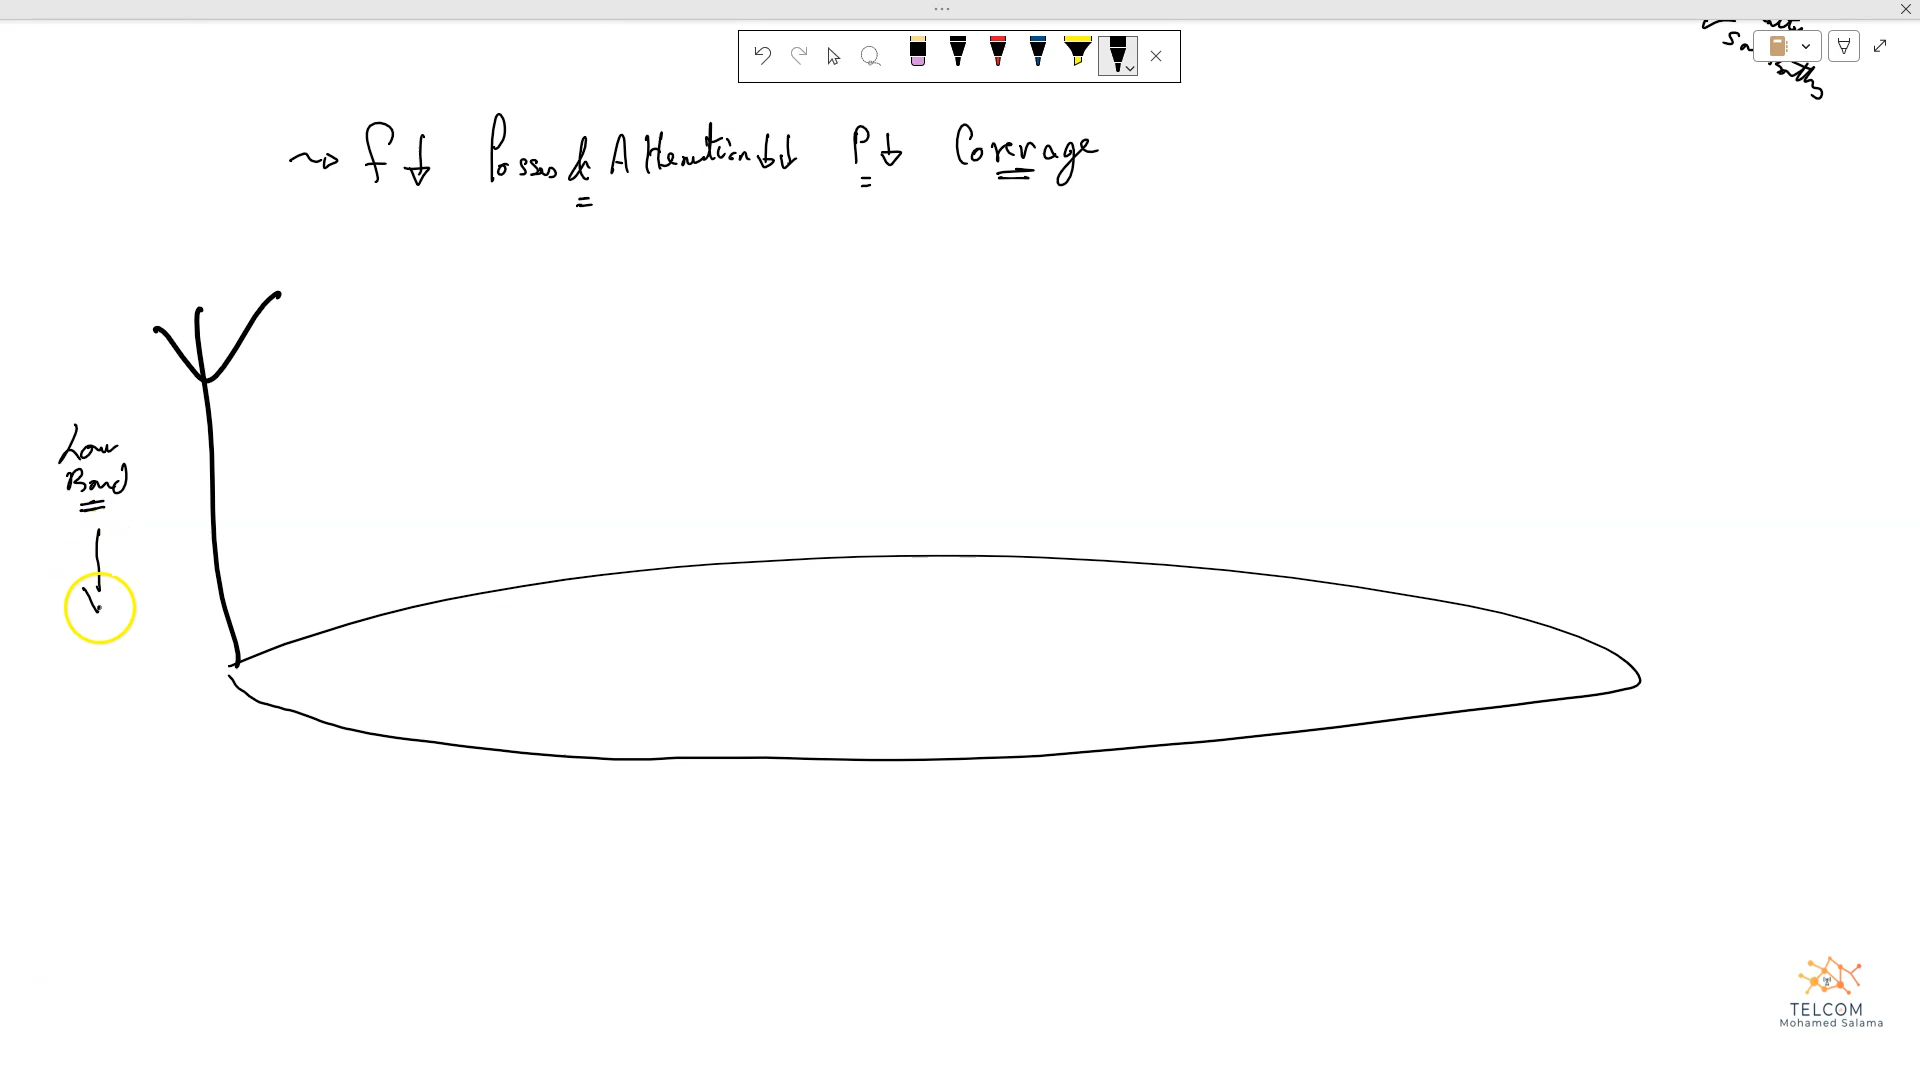 f↓ Losses & Attenuation↓↓ P↓ Coverage
Low
Band
TELCOM
Mohamed Salama